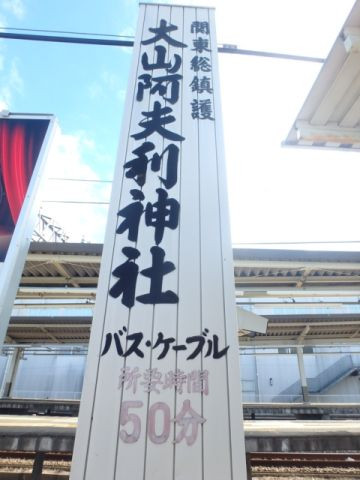 関東総鎮護
大山阿夫利神社
バス・ケーブル
所染時間
50分